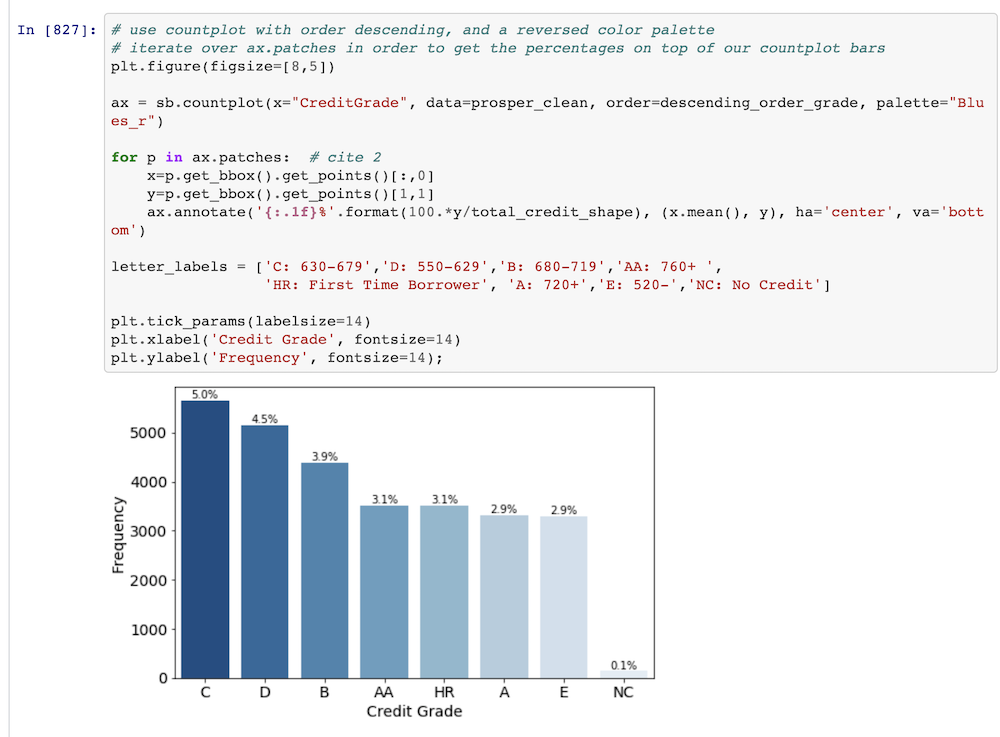 In [827]: # use countplot with order descending, and a reversed color palette
# iterate over ax.patches in order to get the percentages on top of our countplot bars
plt.figure(figsize=[8,5])
ax = sb.countplot(x="CreditGrade", data=prosper_clean, order=descending_order_grade, palette="Blu
es_r")
for p in ax.patches:  # cite 2
    x=p.get_bbox().get_points()[:,0]
    y=p.get_bbox().get_points()[1,1]
    ax.annotate('{:.1f}%'.format(100.*y/total_credit_shape), (x.mean(), y), ha='center', va='bott
om')
letter_labels = ['C: 630-679','D: 550-629','B: 680-719','AA: 760+ ',
                 'HR: First Time Borrower', 'A: 720+','E: 520-','NC: No Credit']
plt.tick_params(labelsize=14)
plt.xlabel('Credit Grade', fontsize=14)
plt.ylabel('Frequency', fontsize=14);
5.0%
4.5%
3.9%
3.1%
3.1%
2.9%
2.9%
0.1%
5000
4000
3000
2000
1000
0
Frequency
C D B AA HR A E NC
Credit Grade